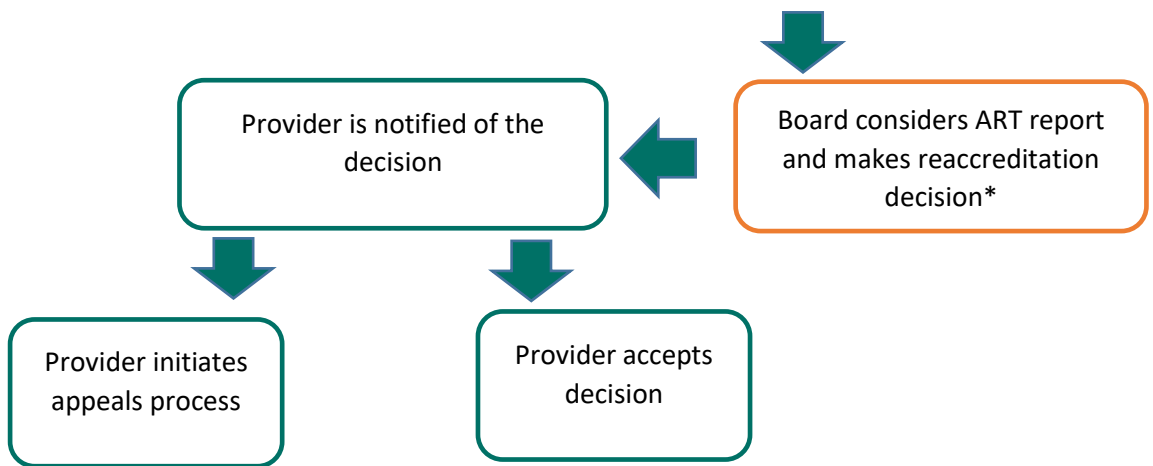 Board considers ART report
and makes reaccreditation
decision*
Provider is notified of the
decision
Provider initiates
appeals process
Provider accepts
decision